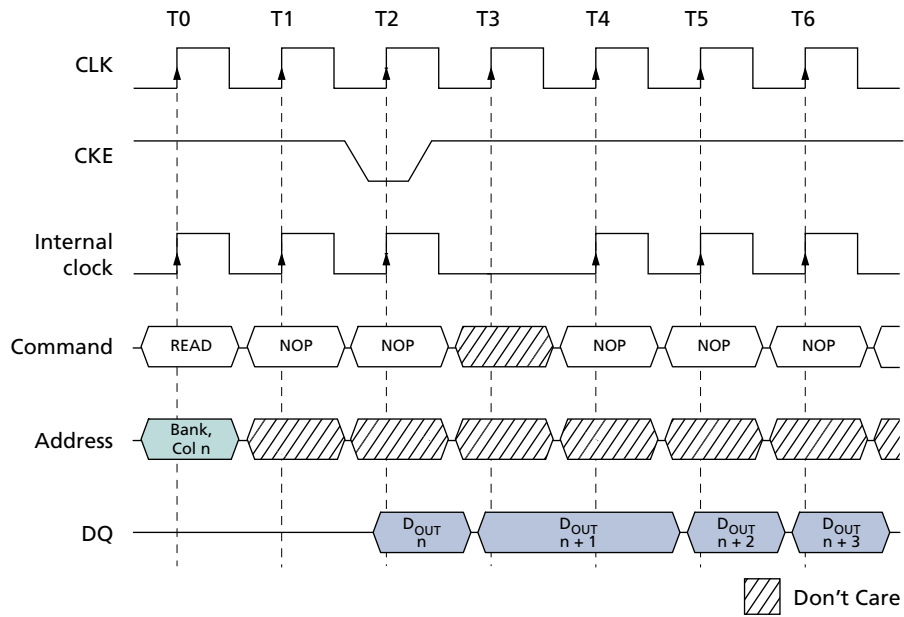 T0 T1 T2 T3 T4 T5 T6
CLK
CKE
Internal
clock
Command READ NOP NOP NOP NOP NOP
Address Bank,
Col n
DQ DOUT
n DOUT
n + 1 DOUT
n + 2 DOUT
n + 3
Don't Care